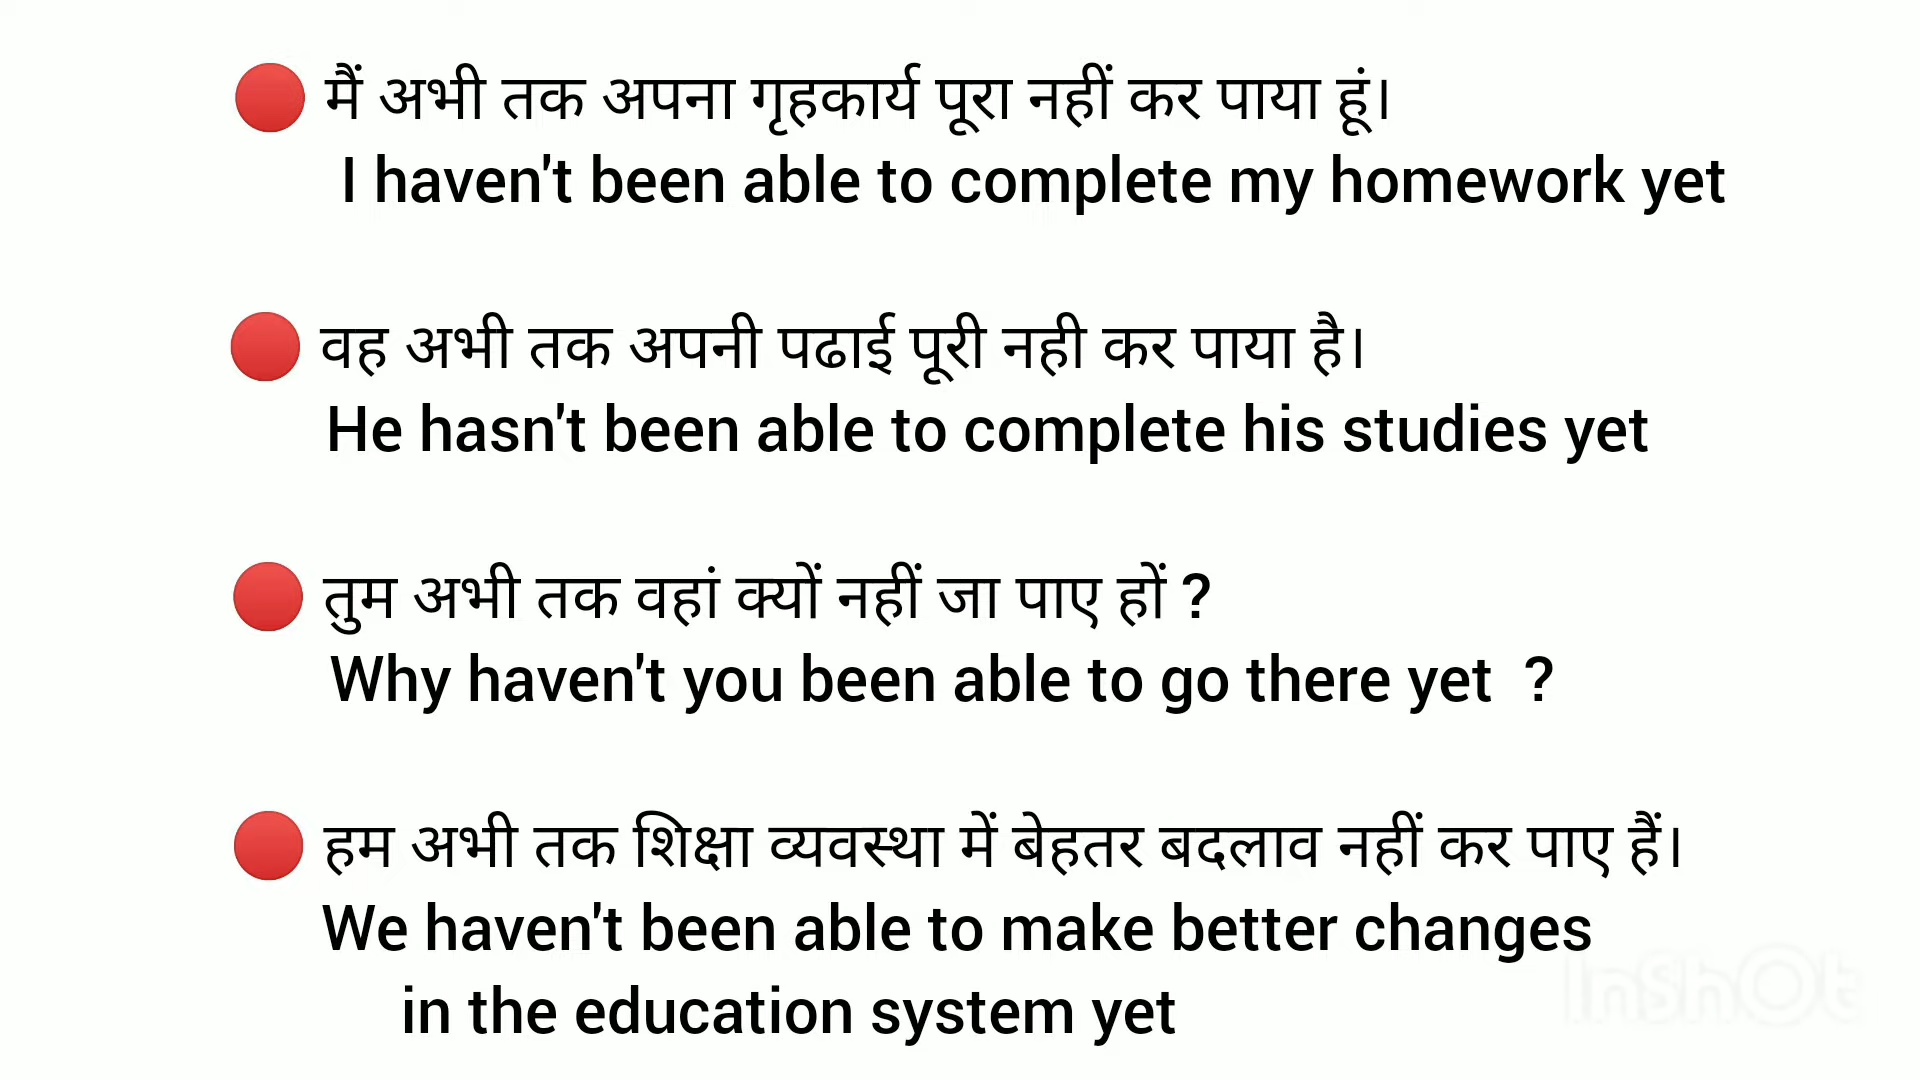 मैं अभी तक अपना गृहकार्य पूरा नहीं कर पाया हूं।
I haven't been able to complete my homework yet
वह अभी तक अपनी पढाई पूरी नही कर पाया है।
He hasn't been able to complete his studies yet
तुम अभी तक वहां क्यों नहीं जा पाए हों ?
Why haven't you been able to go there yet ?
हम अभी तक शिक्षा व्यवस्था में बेहतर बदलाव नहीं कर पाए हैं।
We haven't been able to make better changes
in the education system yet
InShOt